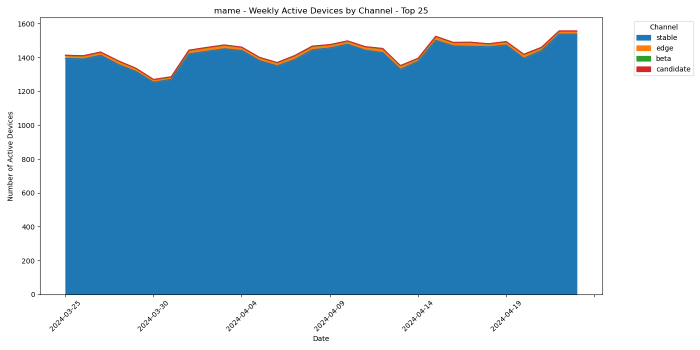 mame - Weekly Active Devices by Channel - Top 25
Number of Active Devices
1600
1400
1200
1000
800
600
400
200
0
2024-03-25
2024-03-30
2024-04-04
2024-04-09
2024-04-14
2024-04-19
Date
Channel
stable
edge
beta
candidate